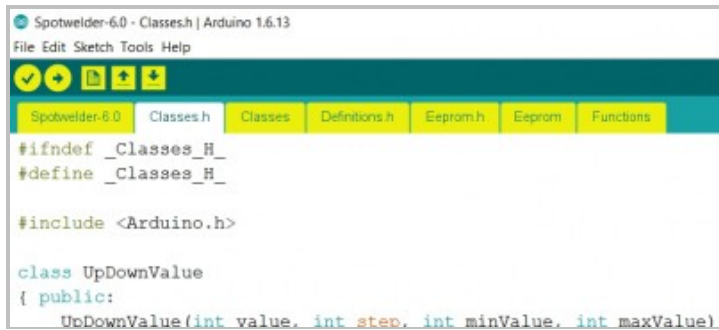 Spotwelder-6.0 - Classes.h | Arduino 1.6.13
File Edit Sketch Tools Help
Spotwelder-6.0 Classes.h Classes Definitions.h Eeprom.h Eeprom Functions
#ifndef _Classes_H_
#define _Classes_H_
#include <Arduino.h>
class UpDownValue
{ public:
UpDownValue(int value, int step, int minValue, int maxValue)